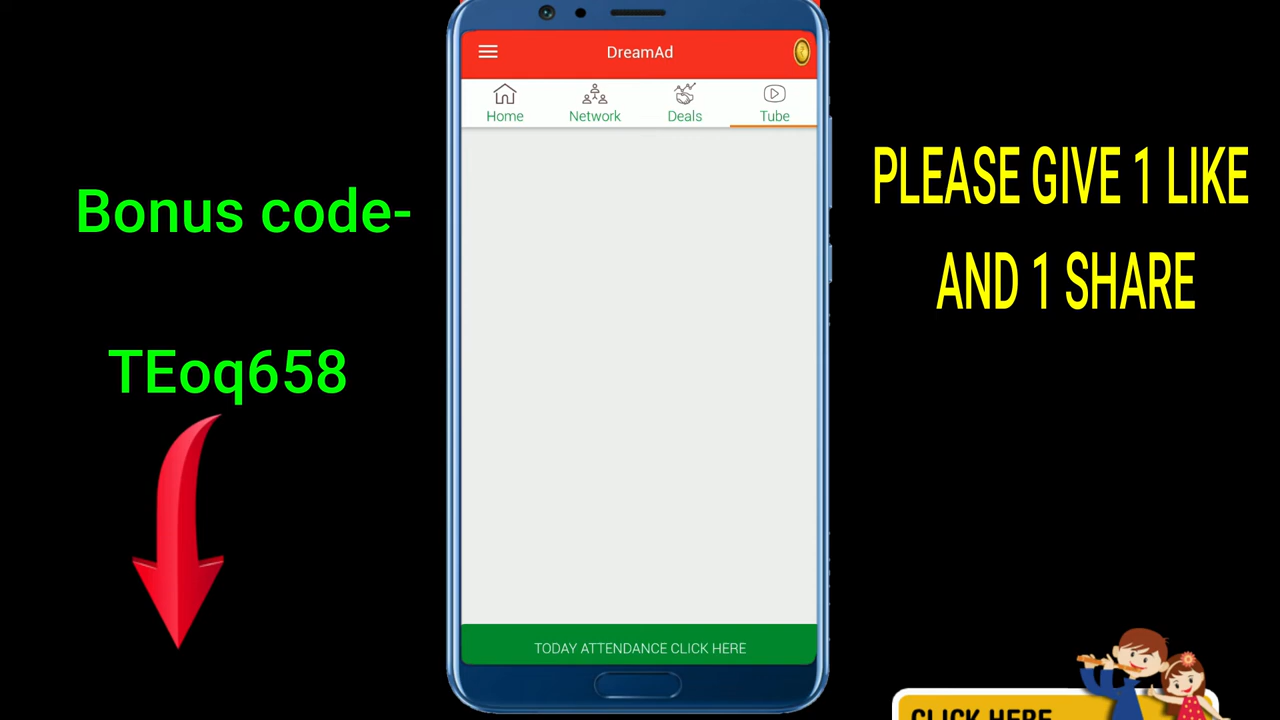 DreamAd
Home
Network
Deals
Tube
Bonus code-
TEoq658
PLEASE GIVE 1 LIKE
AND 1 SHARE
TODAY ATTENDANCE CLICK HERE
CLICK HERE